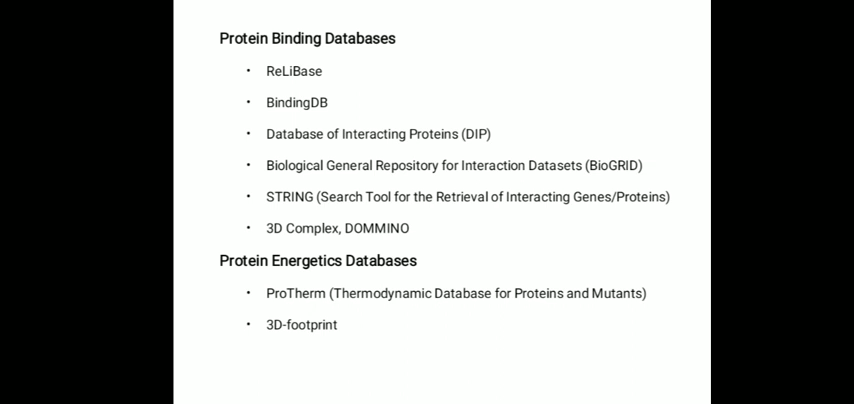 Protein Binding Databases
• ReLiBase
• BindingDB
• Database of Interacting Proteins (DIP)
• Biological General Repository for Interaction Datasets (BioGRID)
• STRING (Search Tool for the Retrieval of Interacting Genes/Proteins)
• 3D Complex, DOMMINO
Protein Energetics Databases
• ProTherm (Thermodynamic Database for Proteins and Mutants)
• 3D-footprint